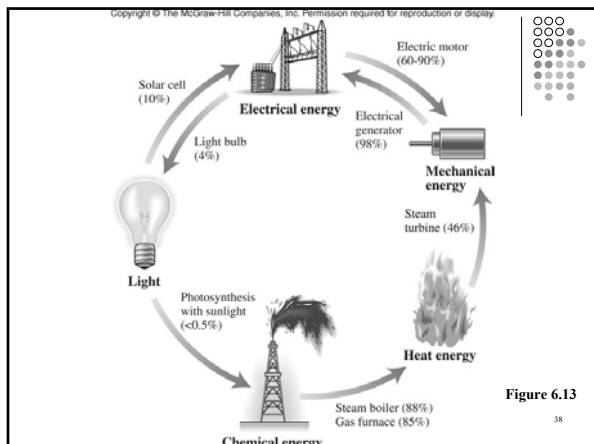 Copyright © The McGraw-Hill Companies, Inc. Permission required for reproduction or display.
Electric motor
(60-90%)
Solar cell
(10%)
Electrical energy
Electrical
generator
(98%)
Light bulb
(4%)
Mechanical
energy
Steam
turbine (46%)
Light
Photosynthesis
with sunlight
(<0.5%)
Heat energy
Steam boiler (88%)
Gas furnace (85%)
Chemical energy
Figure 6.13
38